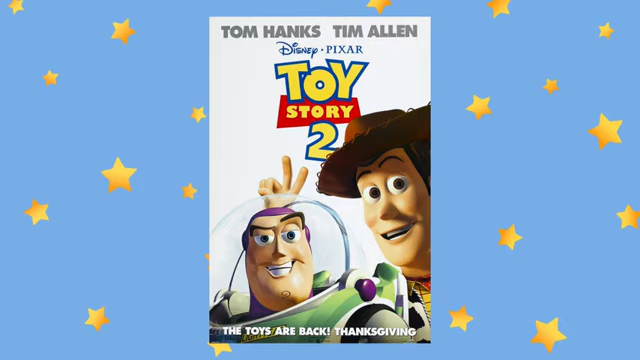 TOM HANKS TIM ALLEN
Disney · PIXAR
TOY
STORY
2
THE TOYS ARE BACK! THANKSGIVING